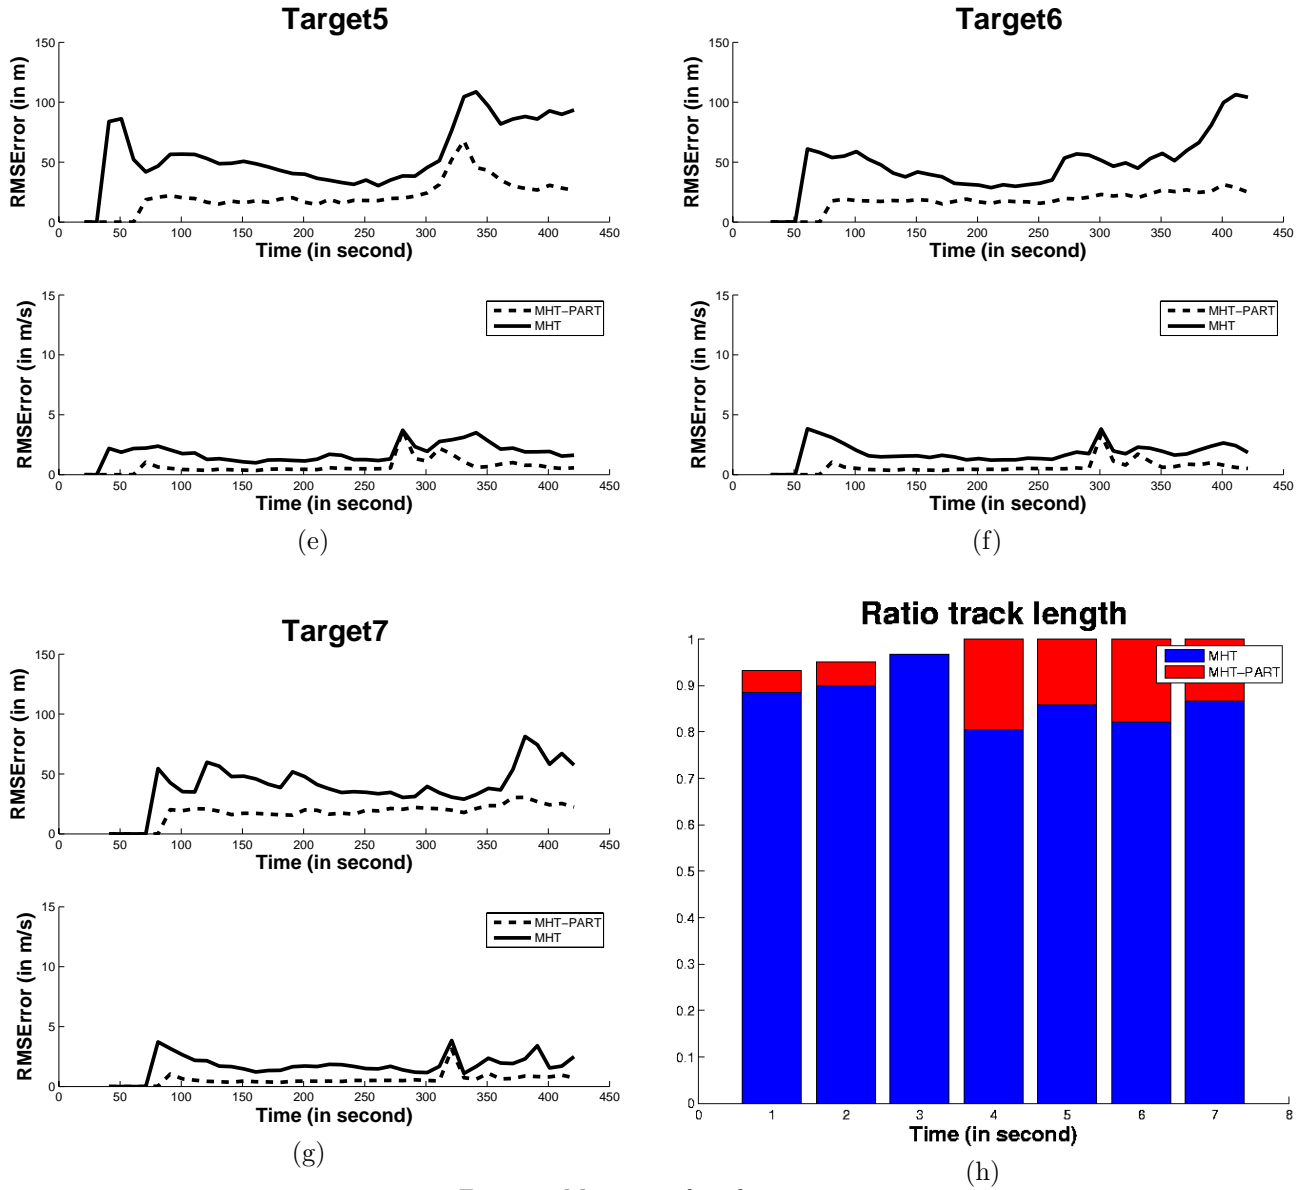 Target5
RMSError (in m)
150
100
50
0
0 50 100 150 200 250 300 350 400 450
Time (in second)
RMSError (in m/s)
15
10
5
0
MHT-PART
MHT
0 50 100 150 200 250 300 350 400 450
Time (in second)
(e)
Target6
RMSError (in m)
150
100
50
0
0 50 100 150 200 250 300 350 400 450
Time (in second)
RMSError (in m/s)
15
10
5
0
MHT-PART
MHT
0 50 100 150 200 250 300 350 400 450
Time (in second)
(f)
Target7
RMSError (in m)
150
100
50
0
0 50 100 150 200 250 300 350 400 450
Time (in second)
RMSError (in m/s)
15
10
5
0
MHT-PART
MHT
0 50 100 150 200 250 300 350 400 450
Time (in second)
(g)
Ratio track length
1
0.9
0.8
0.7
0.6
0.5
0.4
0.3
0.2
0.1
0
MHT
MHT-PART
0 1 2 3 4 5 6 7 8
Time (in second)
(h)